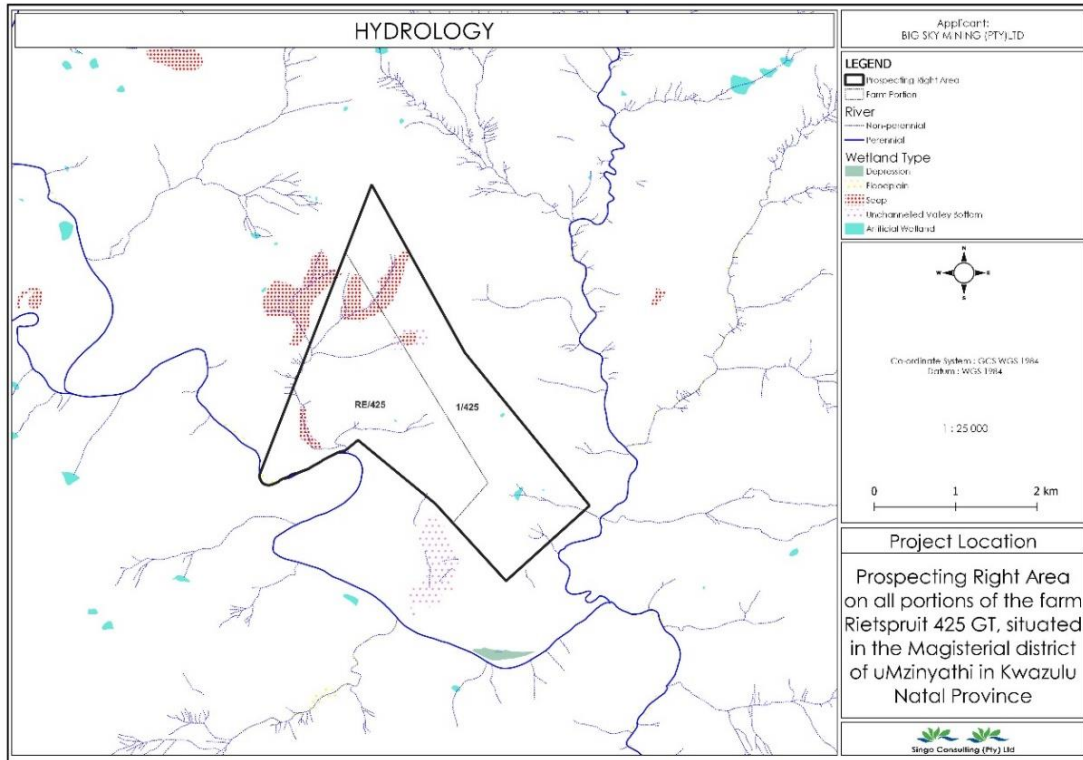 HYDROLOGY
Applicant:
BIG SKY MINING (PTY)LTD
LEGEND
Prospecting Right Area
Farm Portion
River
Non-perennial
Perennial
Wetland Type
Depression
Floodplain
Seep
Unchannelled Valley Bottom
Artificial Wetland
N
W
E
S
Co-ordinate System : GCS WGS 1984
Datum : WGS 1984
1 : 25 000
0 1 2 km
RE/425
1/425
Project Location
Prospecting Right Area
on all portions of the farm
Rietspruit 425 GT, situated
in the Magisterial district
of uMzinyathi in Kwazulu
Natal Province
Singo Consulting (Pty) Ltd